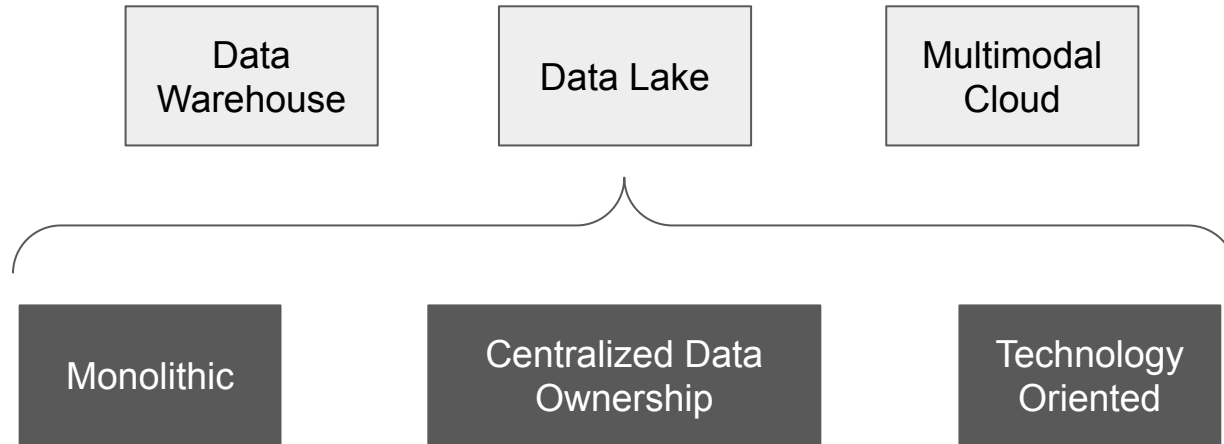 Data
Warehouse
Data Lake
Multimodal
Cloud
Monolithic
Centralized Data
Ownership
Technology
Oriented